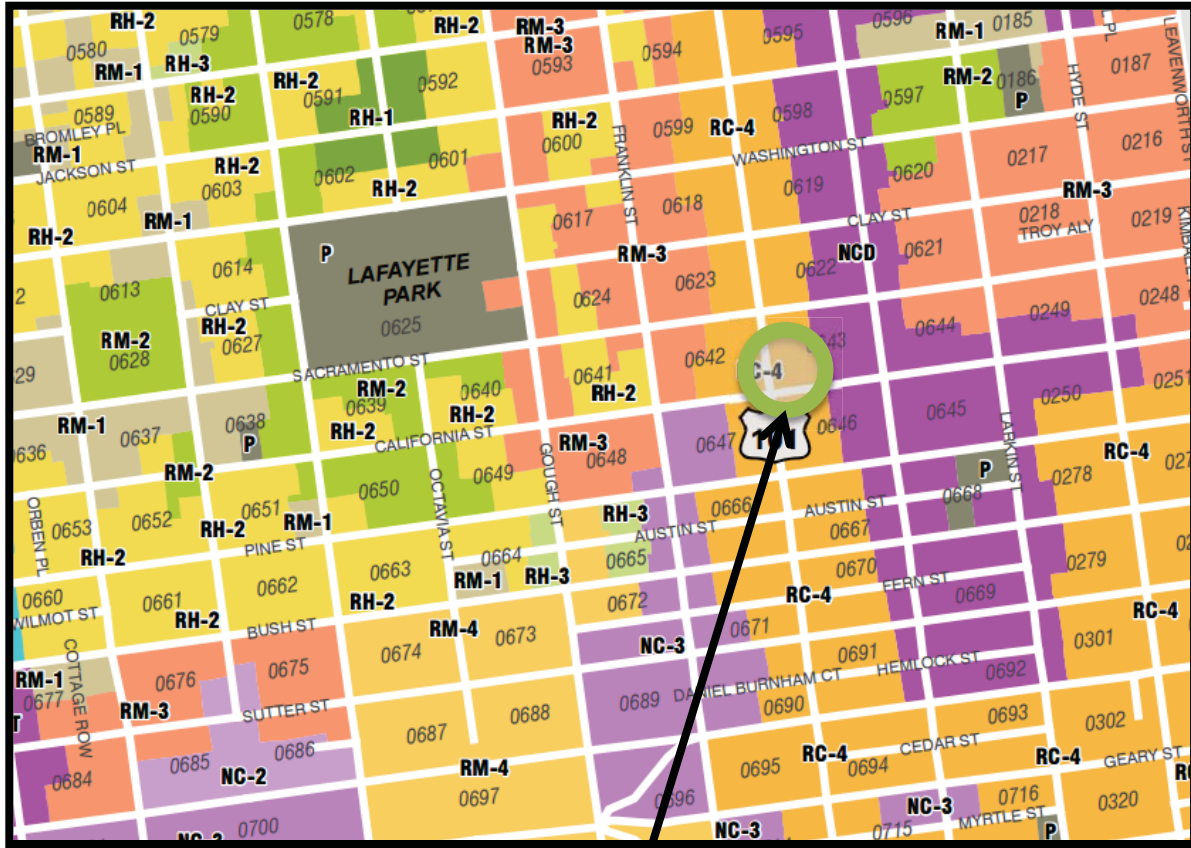 RH-2
0580
0579
0578
RH-2
RM-3
RM-3
0593
0594
0595
0596
0185
RM-1
RM-1
RH-3
RH-2
0592
0591
RH-2
0590
0589
BROMLEY PL
RM-1
JACKSON ST
RH-1
RH-2
0600
FRANKLIN ST
0599
RC-4
0598
0597
RM-2
0186
P
HYDE ST
0187
LEAVENWORTH ST
WASHINGTON ST
0216
0217
RH-2
0603
0602
0601
RH-2
0604
RM-1
RH-2
0617
0618
0619
0620
RM-3
CLAY ST
0218
TROY ALY
0219
P
LAFAYETTE
PARK
0625
RM-3
NCD
0621
0622
0623
0614
CLAY ST
0613
RH-2
0627
RM-2
0628
0624
0644
0249
0248
SACRAMENTO ST
0642
C-4
0641
RH-2
0640
RM-2
0639
RH-2
RH-2
CALIFORNIA ST
0638
P
RM-1
0637
0636
RM-2
RM-3
0648
0647
0646
0645
0250
0251
LARKIN ST
GOUGH ST
OCTAVIA ST
0649
0650
0651
RM-1
0652
RH-2
0653
RH-2
PINE ST
P
0668
0278
RC-4
AUSTIN ST
0667
0666
RH-3
AUSTIN ST
0665
0664
RM-1
RH-3
0663
RH-2
0662
0661
RH-2
0660
WILMOT ST
ORBEN PL
0670
FERN ST
0669
0279
RC-4
0672
RC-4
BUSH ST
RM-4
0673
0674
0671
NC-3
0691
HEMLOCK ST
0692
0301
RM-1
0677
COTTAGE ROW
0676
0675
RM-3
SUTTER ST
0689
DANIEL BURNHAM CT
0690
0688
0687
0686
0685
NC-2
0684
0693
0302
CEDAR ST
RC-4
0694
0695
RC-4
GEARY ST
RM-4
0697
0696
0700
NC-3
NC-3
0715
0716
MYRTLE ST
P
0320